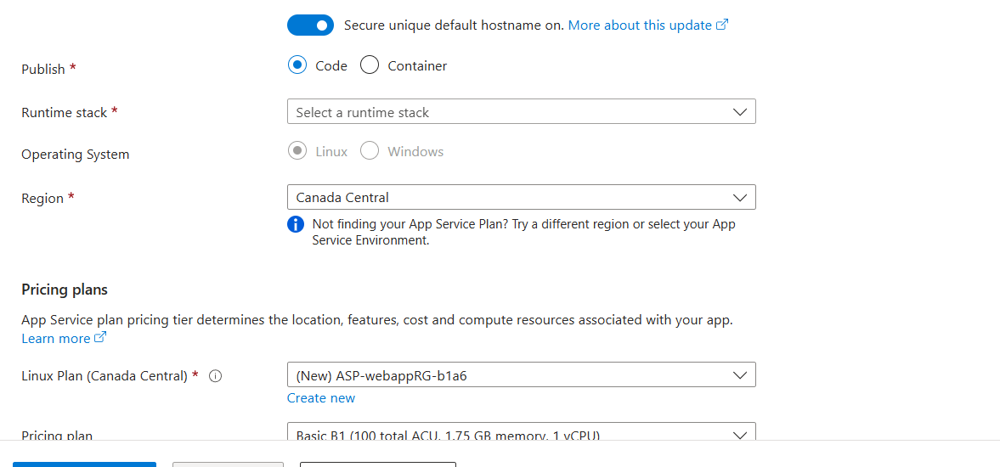 Secure unique default hostname on. More about this update
Publish *
Code
Container
Runtime stack *
Select a runtime stack
Operating System
Linux
Windows
Region *
Canada Central
Not finding your App Service Plan? Try a different region or select your App
Service Environment.
Pricing plans
App Service plan pricing tier determines the location, features, cost and compute resources associated with your app.
Learn more
Linux Plan (Canada Central) *
(New) ASP-webappRG-b1a6
Create new
Pricing plan
Basic B1 (100 total ACU, 1.75 GB memory, 1 vCPU)